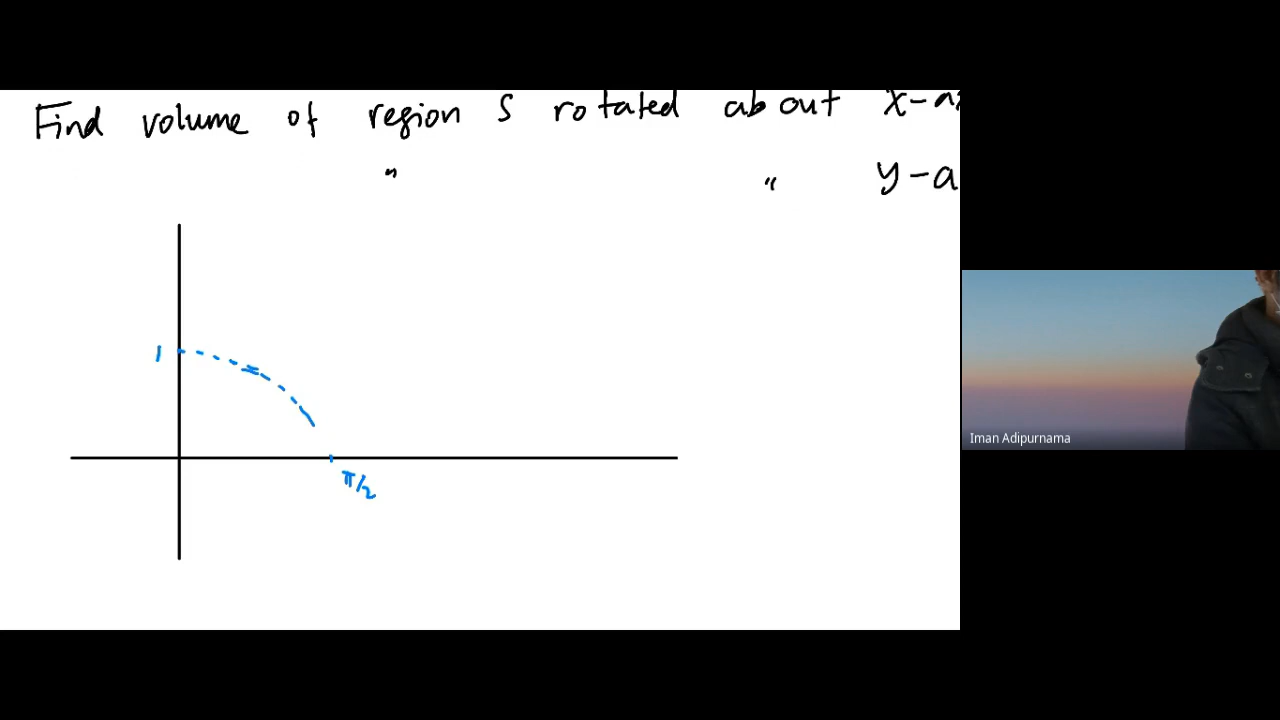 Find volume of region S rotated about x-a
" " y-a
1
π/2
Iman Adipurnama